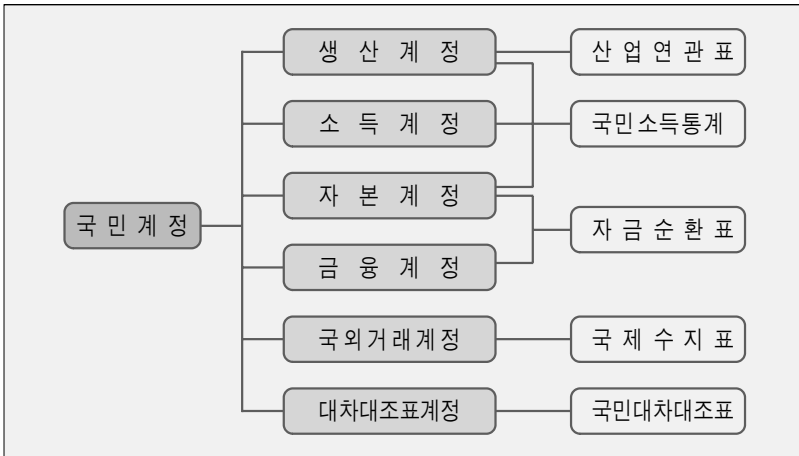 생산계정
산업연관표
소득계정
국민소득통계
자본계정
국민계정
자금순환표
금융계정
국외거래계정
국제수지표
대차대조표계정
국민대차대조표